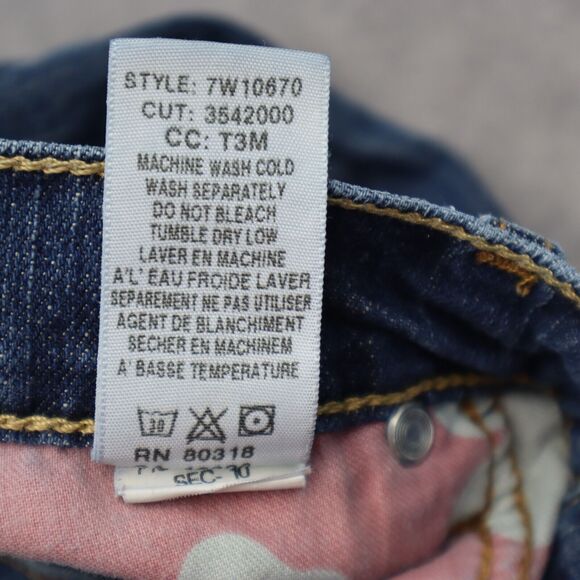 STYLE: 7W10670
CUT: 3542000
CC: T3M
MACHINE WASH COLD
WASH SEPARATELY
DO NOT BLEACH
TUMBLE DRY LOW
LAVER EN MACHINE
A'L' EAU FROIDE LAVER
SEPAREMENT NE PAS UTILISER
AGENT DE BLANCHIMENT
SECHER EN MACHINEM
A' BASSE TEMPERATURE
30
RN 80318
SEC- 10